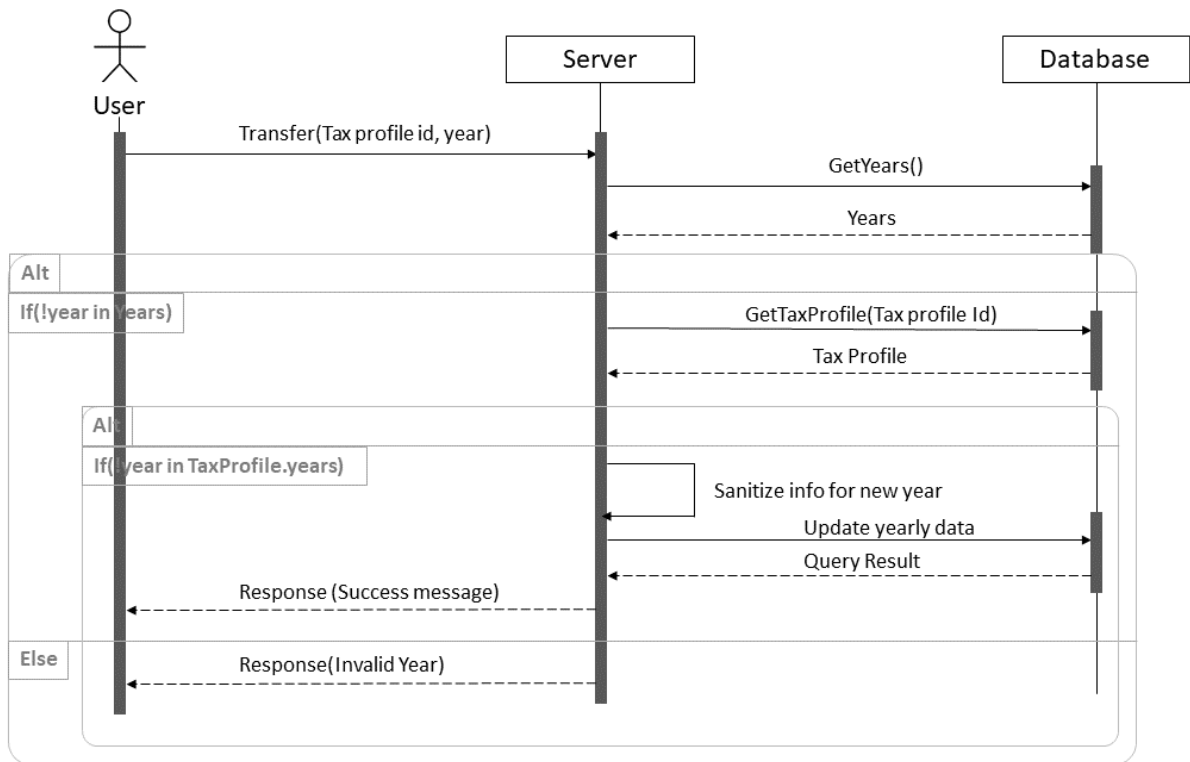 User
Server
Database
Transfer(Tax profile id, year)
GetYears()
Years
Alt
If(!year in Years)
GetTaxProfile(Tax profile Id)
Tax Profile
Alt
If(!year in TaxProfile.years)
Sanitize info for new year
Update yearly data
Query Result
Response (Success message)
Else
Response(Invalid Year)